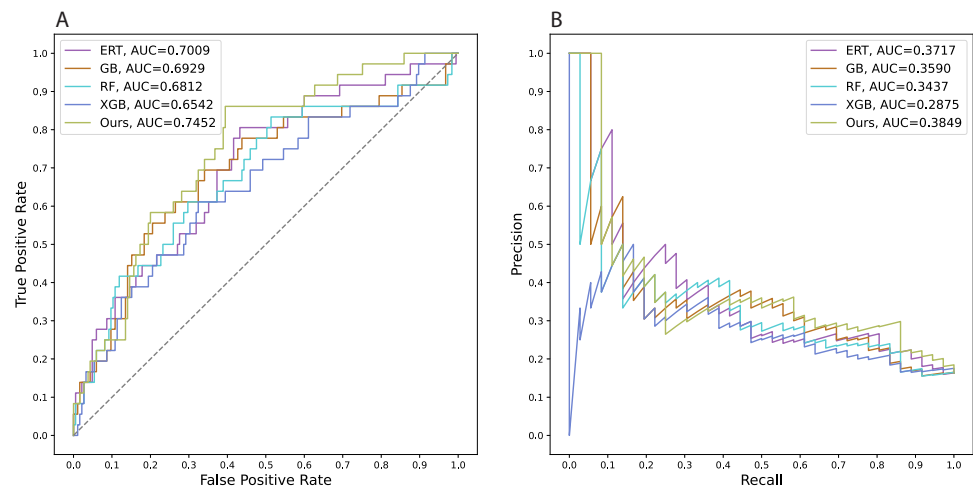 A
ERT, AUC=0.7009
GB, AUC=0.6929
RF, AUC=0.6812
XGB, AUC=0.6542
Ours, AUC=0.7452
1.0
0.9
0.8
0.7
0.6
0.5
0.4
0.3
0.2
0.1
0.0
True Positive Rate
0.0 0.1 0.2 0.3 0.4 0.5 0.6 0.7 0.8 0.9 1.0
False Positive Rate
B
ERT, AUC=0.3717
GB, AUC=0.3590
RF, AUC=0.3437
XGB, AUC=0.2875
Ours, AUC=0.3849
1.0
0.9
0.8
0.7
0.6
0.5
0.4
0.3
0.2
0.1
0.0
Precision
0.0 0.1 0.2 0.3 0.4 0.5 0.6 0.7 0.8 0.9 1.0
Recall